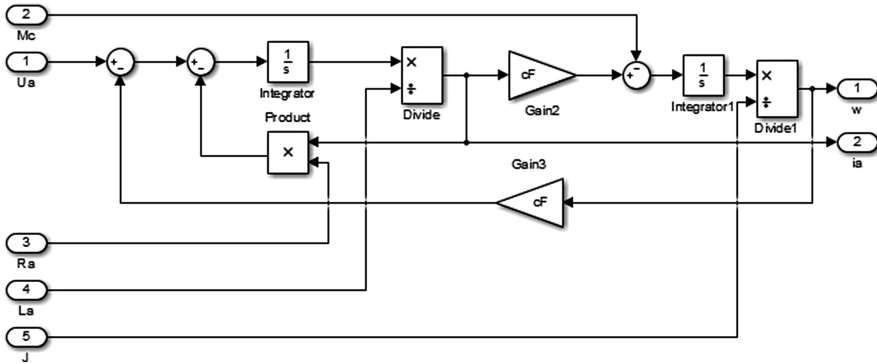 2
Mc
1
Ua
+
−
+
−
1
s
Integrator
×
÷
Divide
cF
Gain2
−
+
1
s
Integrator1
×
÷
Divide1
1
w
2
ia
Product
×
Gain3
cF
3
Ra
4
La
5
J